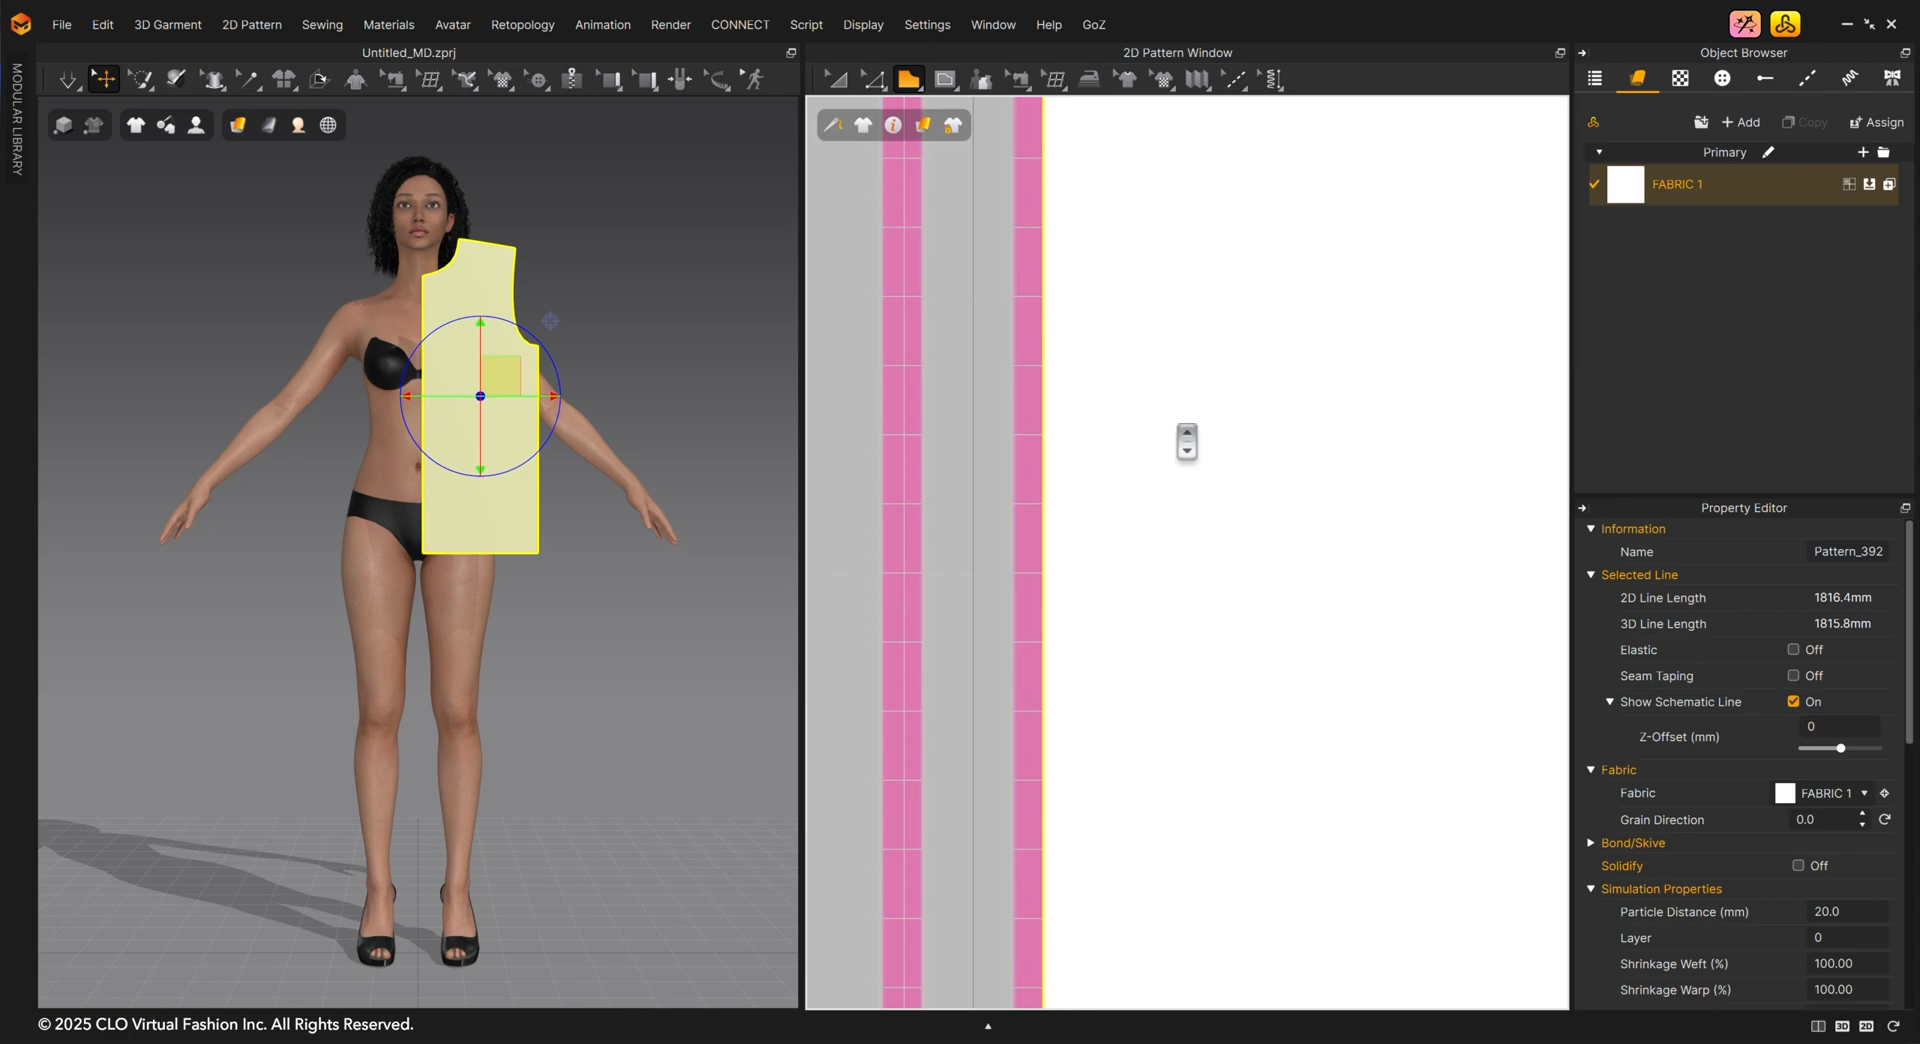 File Edit 3D Garment 2D Pattern Sewing Materials Avatar Retopology Animation Render CONNECT Script Display Settings Window Help GoZ
Untitled_MD.zprj
2D Pattern Window
Object Browser
MODULAR LIBRARY
Add Copy Assign
Primary
FABRIC 1
Property Editor
Information
Name Pattern_392
Selected Line
2D Line Length 1816.4mm
3D Line Length 1815.8mm
Elastic Off
Seam Taping Off
Show Schematic Line On
0
Z-Offset (mm)
Fabric
Fabric FABRIC 1
Grain Direction 0.0
Bond/Skive
Solidify Off
Simulation Properties
Particle Distance (mm) 20.0
Layer 0
Shrinkage Weft (%) 100.00
Shrinkage Warp (%) 100.00
© 2025 CLO Virtual Fashion Inc. All Rights Reserved.
3D 2D